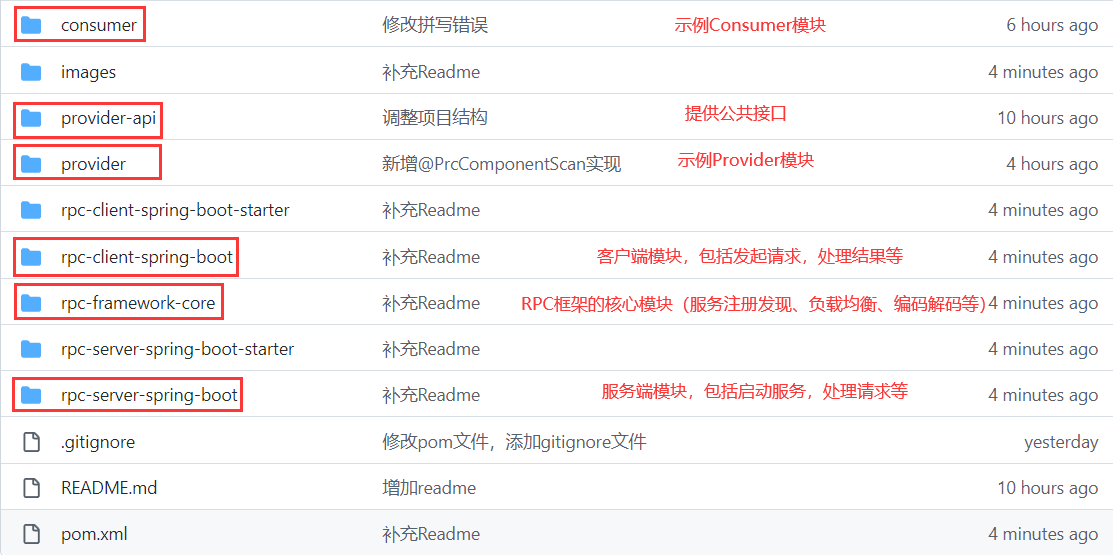 consumer 修改拼写错误 示例Consumer模块 6 hours ago
images 补充Readme 4 minutes ago
provider-api 调整项目结构 提供公共接口 10 hours ago
provider 新增@PrcComponentScan实现 示例Provider模块 4 hours ago
rpc-client-spring-boot-starter 补充Readme 4 minutes ago
rpc-client-spring-boot 补充Readme 客户端模块，包括发起请求，处理结果等 4 minutes ago
rpc-framework-core 补充Readme RPC框架的核心模块（服务注册发现、负载均衡、编码解码等） 4 minutes ago
rpc-server-spring-boot-starter 补充Readme 4 minutes ago
rpc-server-spring-boot 补充Readme 服务端模块，包括启动服务，处理请求等 4 minutes ago
.gitignore 修改pom文件，添加gitignore文件 yesterday
README.md 增加readme 10 hours ago
pom.xml 补充Readme 4 minutes ago